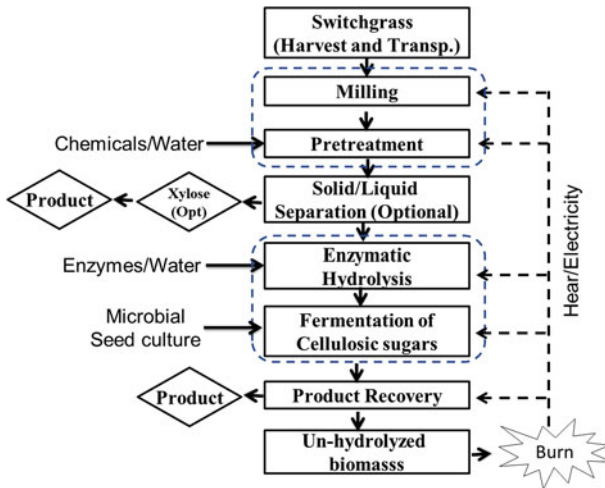 Switchgrass
(Harvest and Transp.)
Milling
Chemicals/Water
Pretreatment
Product
Xylose
(Opt)
Solid/Liquid
Separation (Optional)
Enzymes/Water
Enzymatic
Hydrolysis
Microbial
Seed culture
Fermentation of
Cellulosic sugars
Product
Product Recovery
Un-hydrolyzed
biomasss
Burn
Hear/Electricity